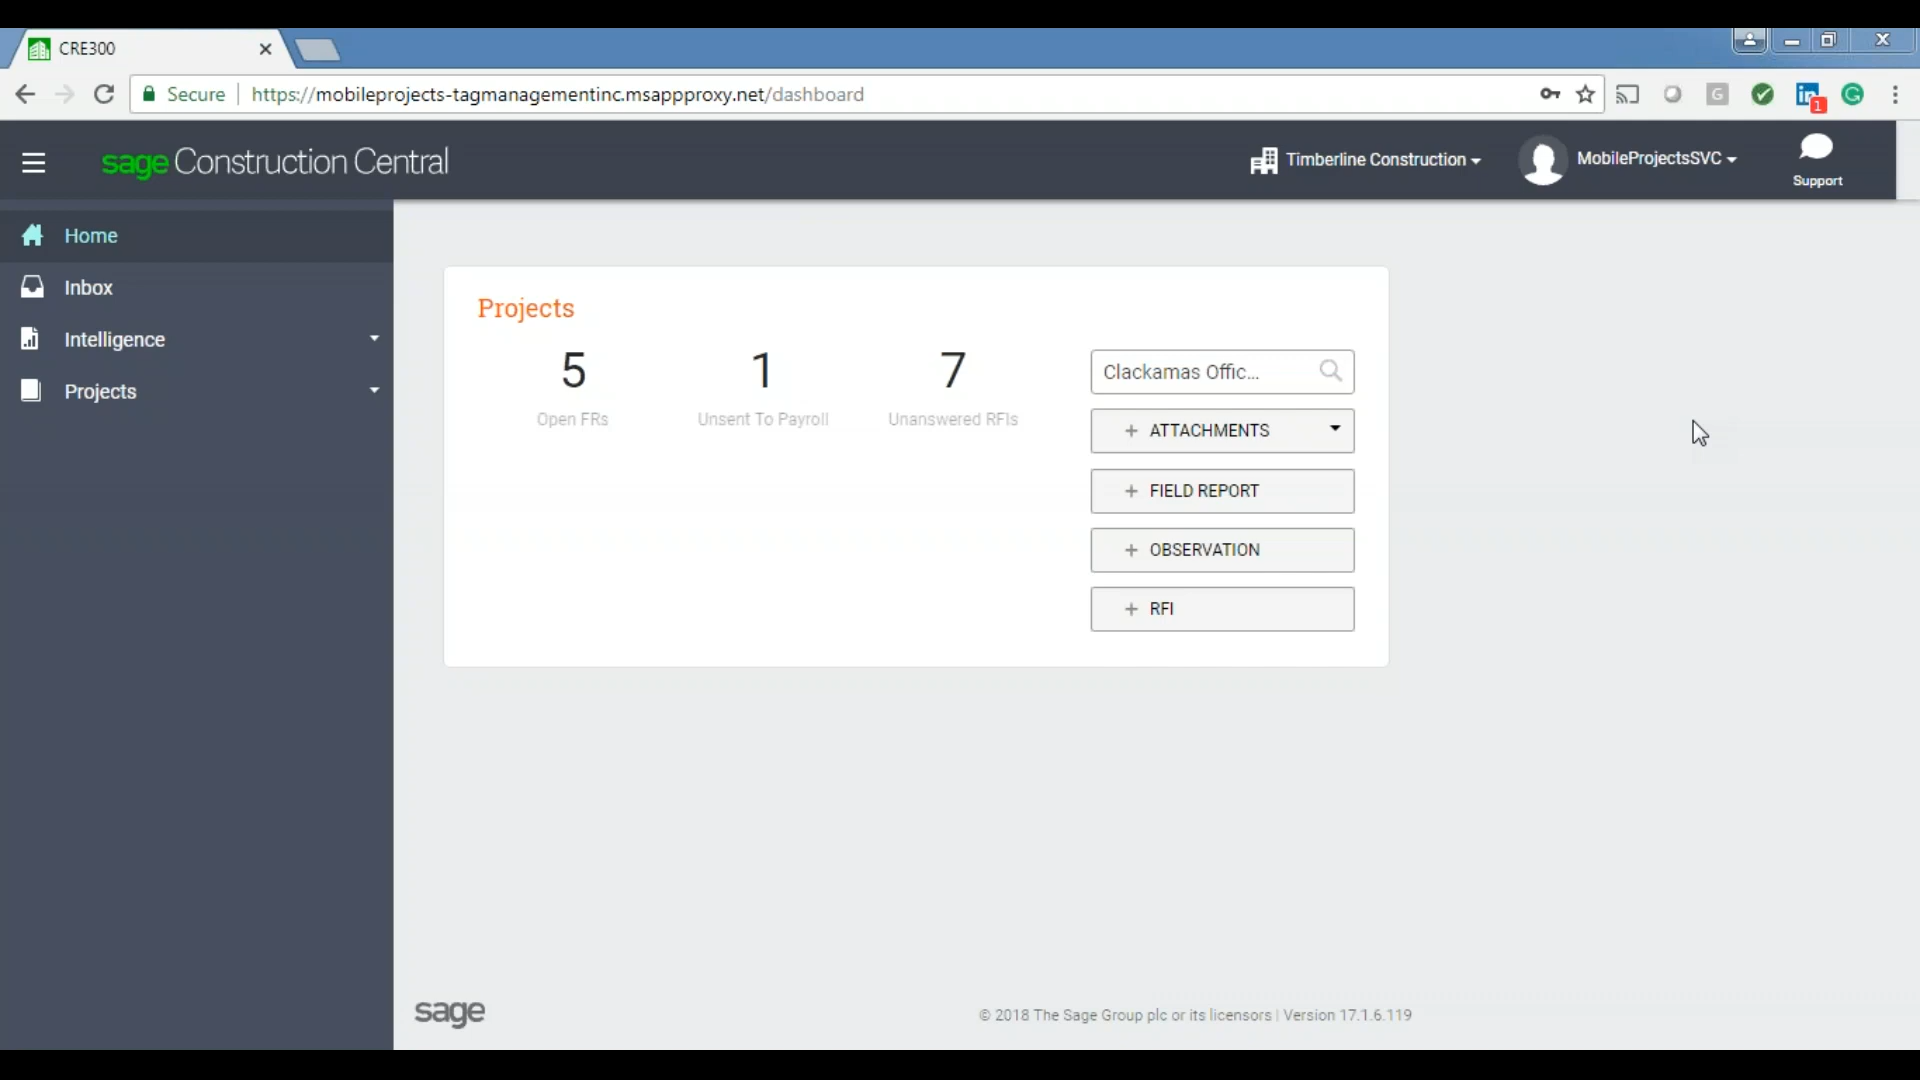 CRE300
Secure https://mobileprojects-tagmanagementinc.msappproxy.net/dashboard
G
in
1
G
sage Construction Central
Timberline Construction
MobileProjectsSVC
Support
Home
Inbox
Intelligence
Projects
Projects
5 1 7
Open FRs Unsent To Payroll Unanswered RFIs
Clackamas Offic...
+ ATTACHMENTS
+ FIELD REPORT
+ OBSERVATION
+ RFI
sage
© 2018 The Sage Group plc or its licensors | Version 17.1.6.119